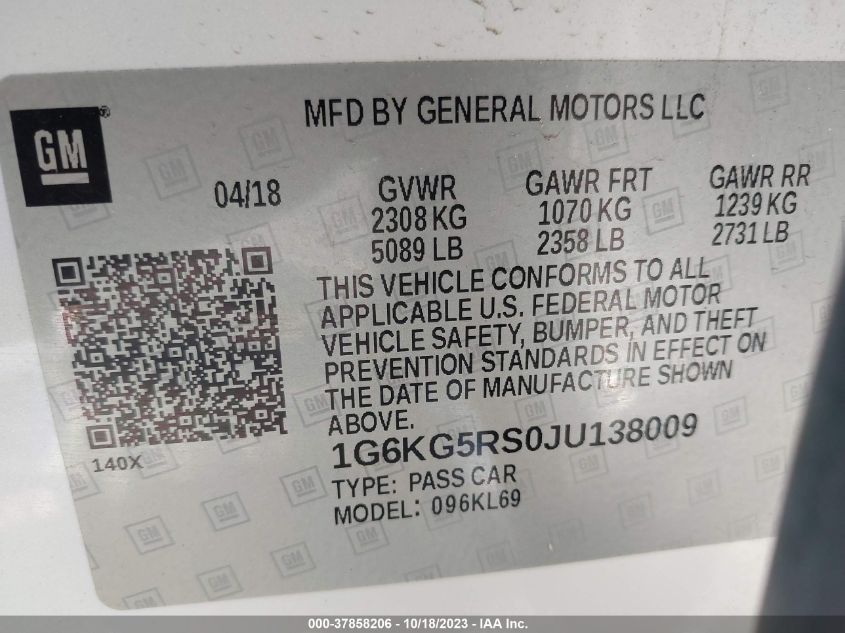 MFD BY GENERAL MOTORS LLC
GM
®
04/18
GVWR
2308 KG
5089 LB
GAWR FRT
1070 KG
2358 LB
GAWR RR
1239 KG
2731 LB
THIS VEHICLE CONFORMS TO ALL
APPLICABLE U.S. FEDERAL MOTOR
VEHICLE SAFETY, BUMPER, AND THEFT
PREVENTION STANDARDS IN EFFECT ON
THE DATE OF MANUFACTURE SHOWN
ABOVE.
140X
1G6KG5RS0JU138009
TYPE: PASS CAR
MODEL: 096KL69
000-37858206 - 10/18/2023 - IAA Inc.